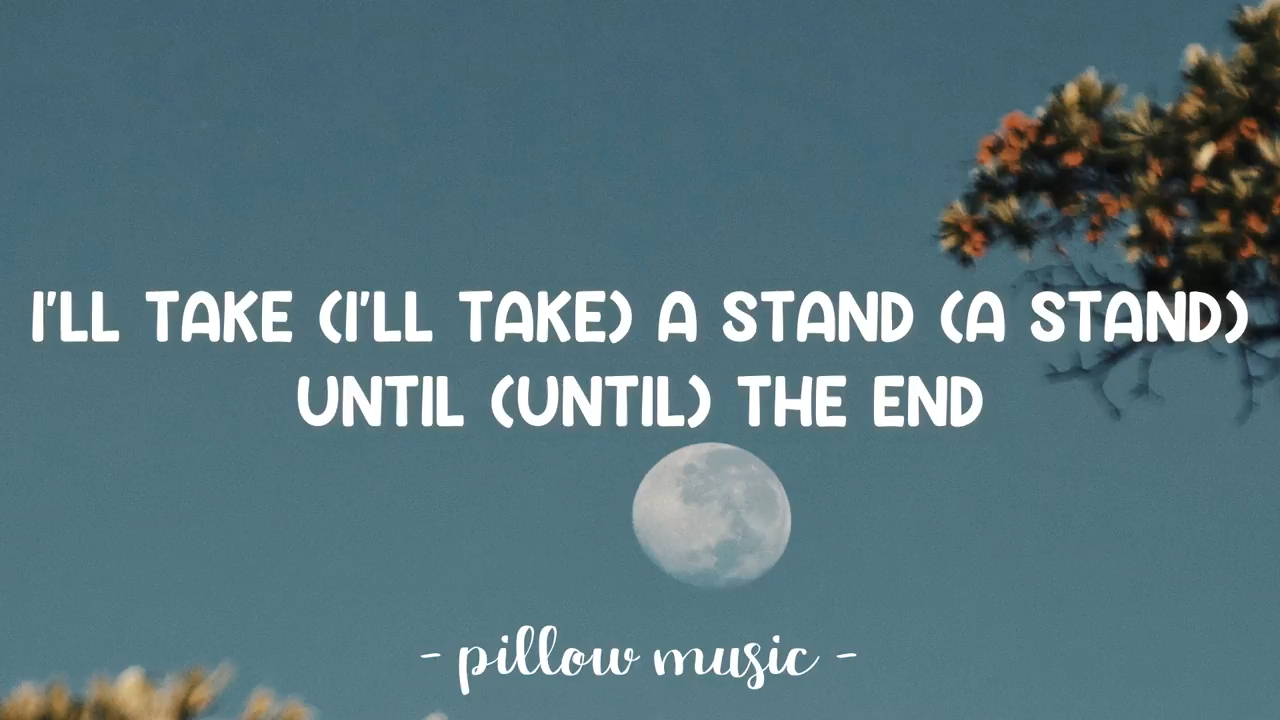 I'LL TAKE (I'LL TAKE) A STAND (A STAND)
UNTIL (UNTIL) THE END
- pillow music -